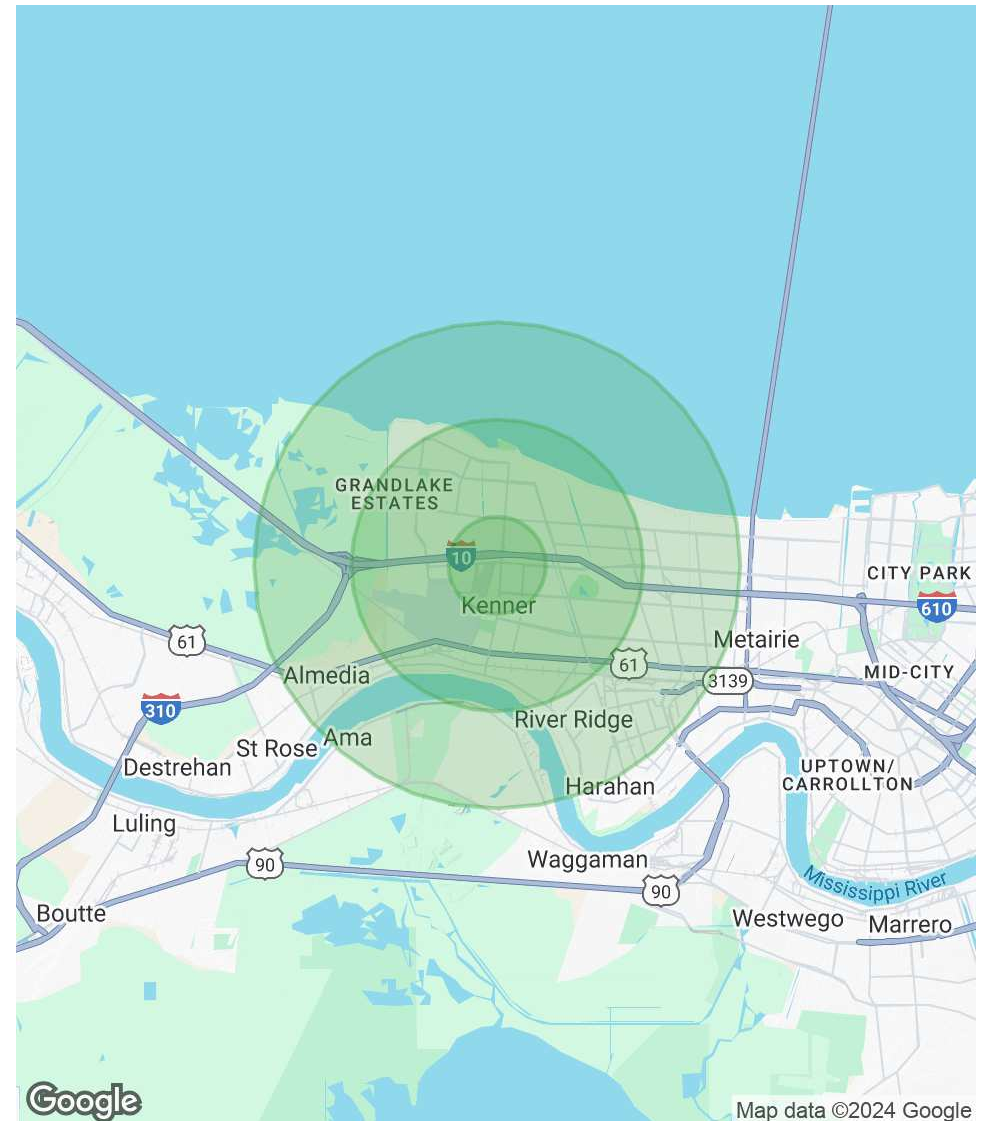 GRANDLAKE
ESTATES
10
Kenner
CITY PARK
610
61
Metairie
61
3139
MID-CITY
Almedia
310
River Ridge
Ama
St Rose
Destrehan
UPTOWN/
CARROLLTON
Harahan
Luling
Waggaman
90
90
Mississippi River
Boutte
Westwego
Marrero
Google
Map data ©2024 Google